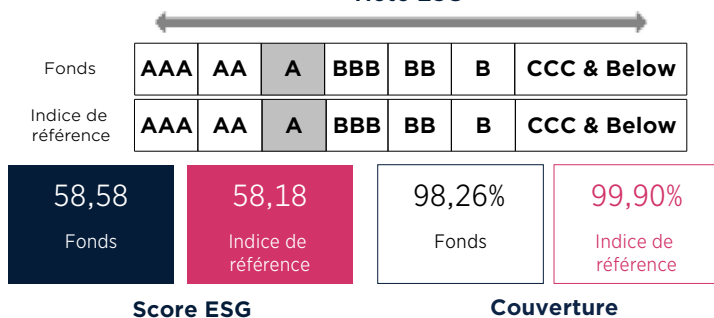 Note ESG
Fonds AAA AA A BBB BB B CCC & Below
Indice de référence AAA AA A BBB BB B CCC & Below
58,58 58,18 98,26% 99,90%
Fonds Indice de référence Fonds Indice de référence
Score ESG Couverture